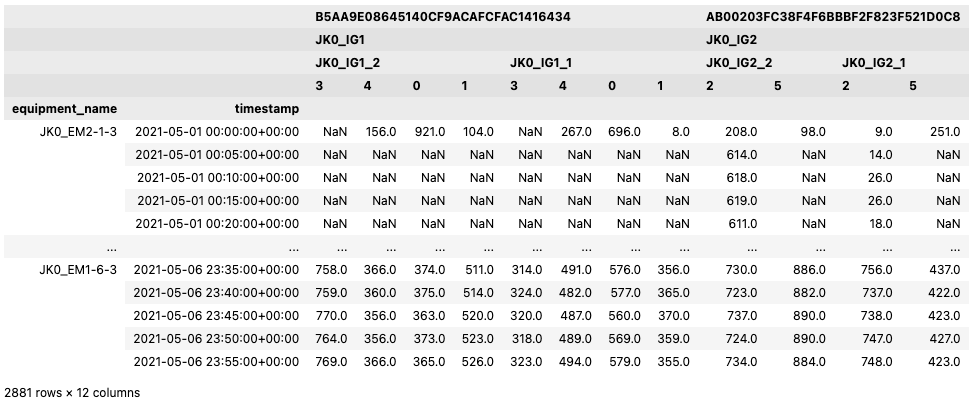 B5AA9E08645140CF9ACAFCFAC1416434 AB00203FC38F4F6BBBF2F823F521D0C8
JK0_IG1 JK0_IG2
JK0_IG1_2 JK0_IG1_1 JK0_IG2_2 JK0_IG2_1
3 4 0 1 3 4 0 1 2 5 2 5
equipment_name timestamp
JK0_EM2-1-3 2021-05-01 00:00:00+00:00 NaN 156.0 921.0 104.0 NaN 267.0 696.0 8.0 208.0 98.0 9.0 251.0
2021-05-01 00:05:00+00:00 NaN NaN NaN NaN NaN NaN NaN NaN 614.0 NaN 14.0 NaN
2021-05-01 00:10:00+00:00 NaN NaN NaN NaN NaN NaN NaN NaN 618.0 NaN 26.0 NaN
2021-05-01 00:15:00+00:00 NaN NaN NaN NaN NaN NaN NaN NaN 619.0 NaN 26.0 NaN
2021-05-01 00:20:00+00:00 NaN NaN NaN NaN NaN NaN NaN NaN 611.0 NaN 18.0 NaN
... ... ... ... ... ... ... ... ... ... ... ... ... ...
JK0_EM1-6-3 2021-05-06 23:35:00+00:00 758.0 366.0 374.0 511.0 314.0 491.0 576.0 356.0 730.0 886.0 756.0 437.0
2021-05-06 23:40:00+00:00 759.0 360.0 375.0 514.0 324.0 482.0 577.0 365.0 723.0 882.0 737.0 422.0
2021-05-06 23:45:00+00:00 770.0 356.0 363.0 520.0 320.0 487.0 560.0 370.0 737.0 890.0 738.0 423.0
2021-05-06 23:50:00+00:00 764.0 356.0 373.0 523.0 318.0 489.0 569.0 359.0 724.0 890.0 747.0 427.0
2021-05-06 23:55:00+00:00 769.0 366.0 365.0 526.0 323.0 494.0 579.0 355.0 734.0 884.0 748.0 423.0
2881 rows × 12 columns